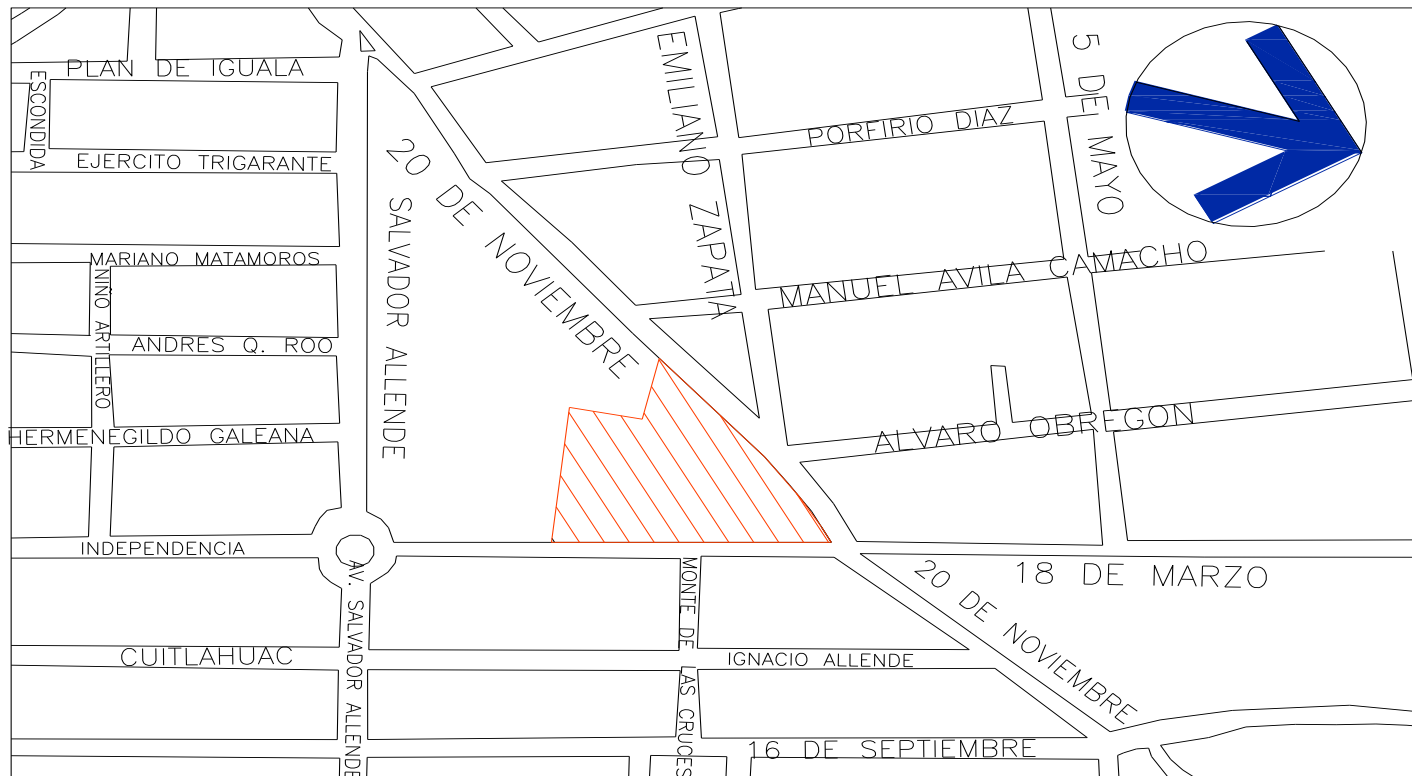 PLAN DE IGUALA
ESCONDIDA
EJERCITO TRIGARANTE
MARIANO MATAMOROS
NIÑO ARTILLERO
ANDRES Q. ROO
HERMENEGILDO GALEANA
INDEPENDENCIA
CUITLAHUAC
SALVADOR ALLENDE
AV. SALVADOR ALLENDE
20 DE NOVIEMBRE
EMILIANO ZAPATA
5 DE MAYO
PORFIRIO DIAZ
MANUEL AVILA CAMACHO
ALVARO OBREGON
18 DE MARZO
20 DE NOVIEMBRE
MONTE DE LAS CRUCES
IGNACIO ALLENDE
16 DE SEPTIEMBRE